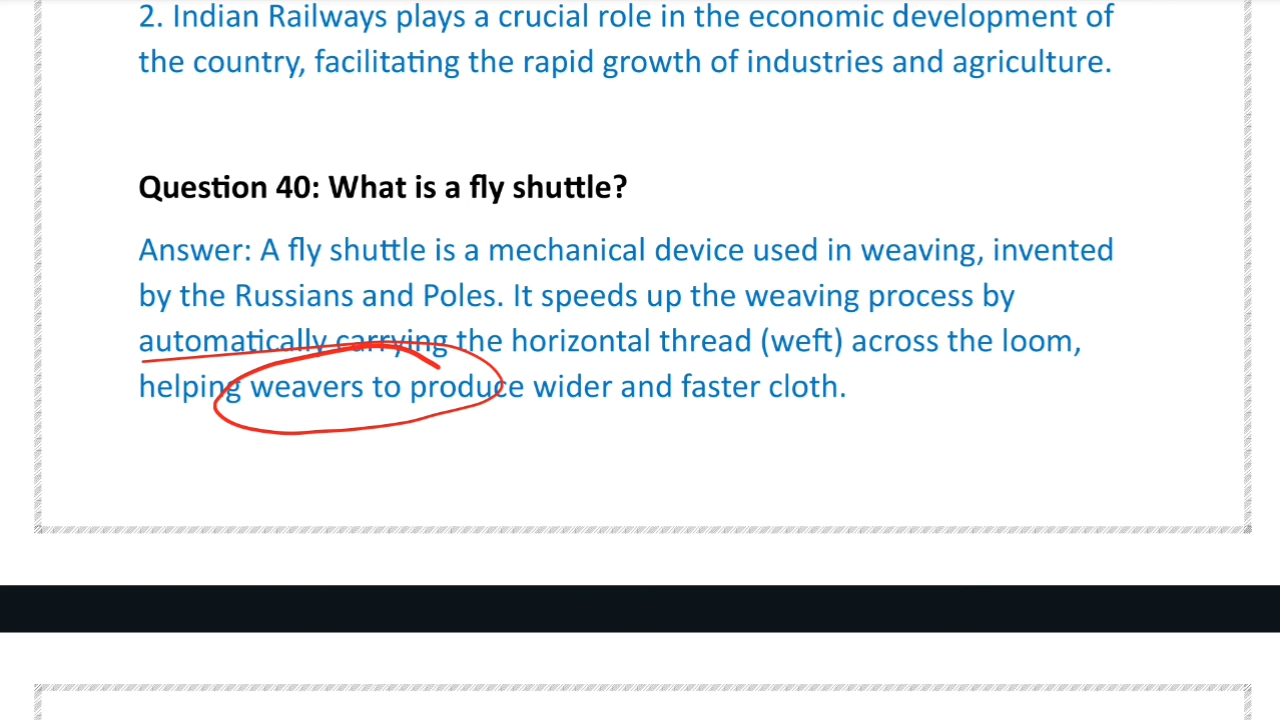 2. Indian Railways plays a crucial role in the economic development of
the country, facilitating the rapid growth of industries and agriculture.
Question 40: What is a fly shuttle?
Answer: A fly shuttle is a mechanical device used in weaving, invented
by the Russians and Poles. It speeds up the weaving process by
automatically carrying the horizontal thread (weft) across the loom,
helping weavers to produce wider and faster cloth.